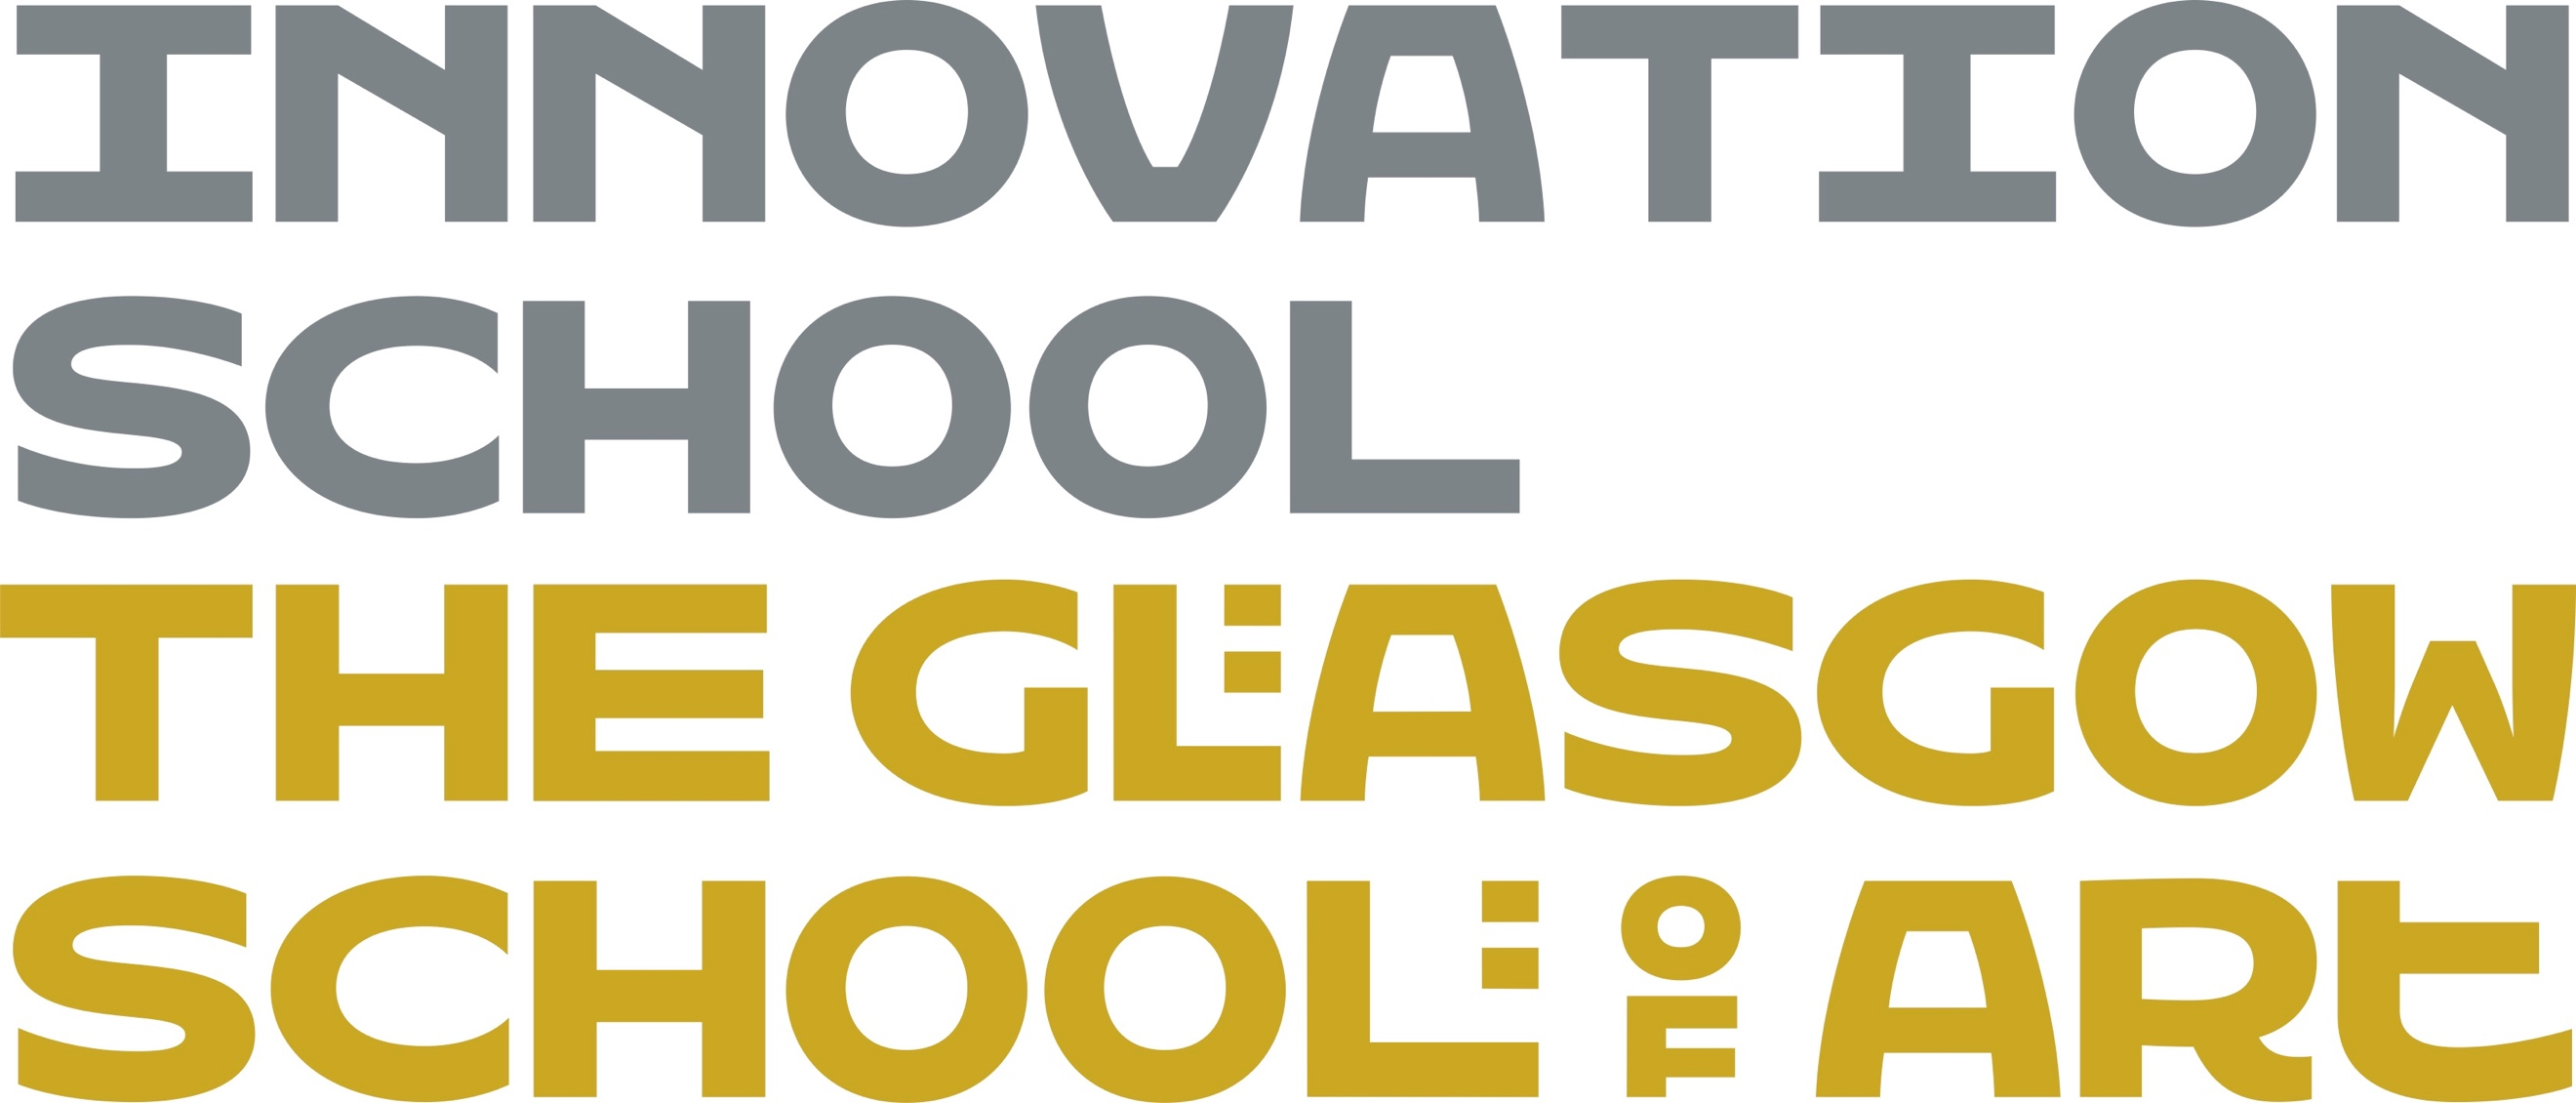 INNOVATION
SCHOOL
THE GLASGOW
SCHOOL OF ART